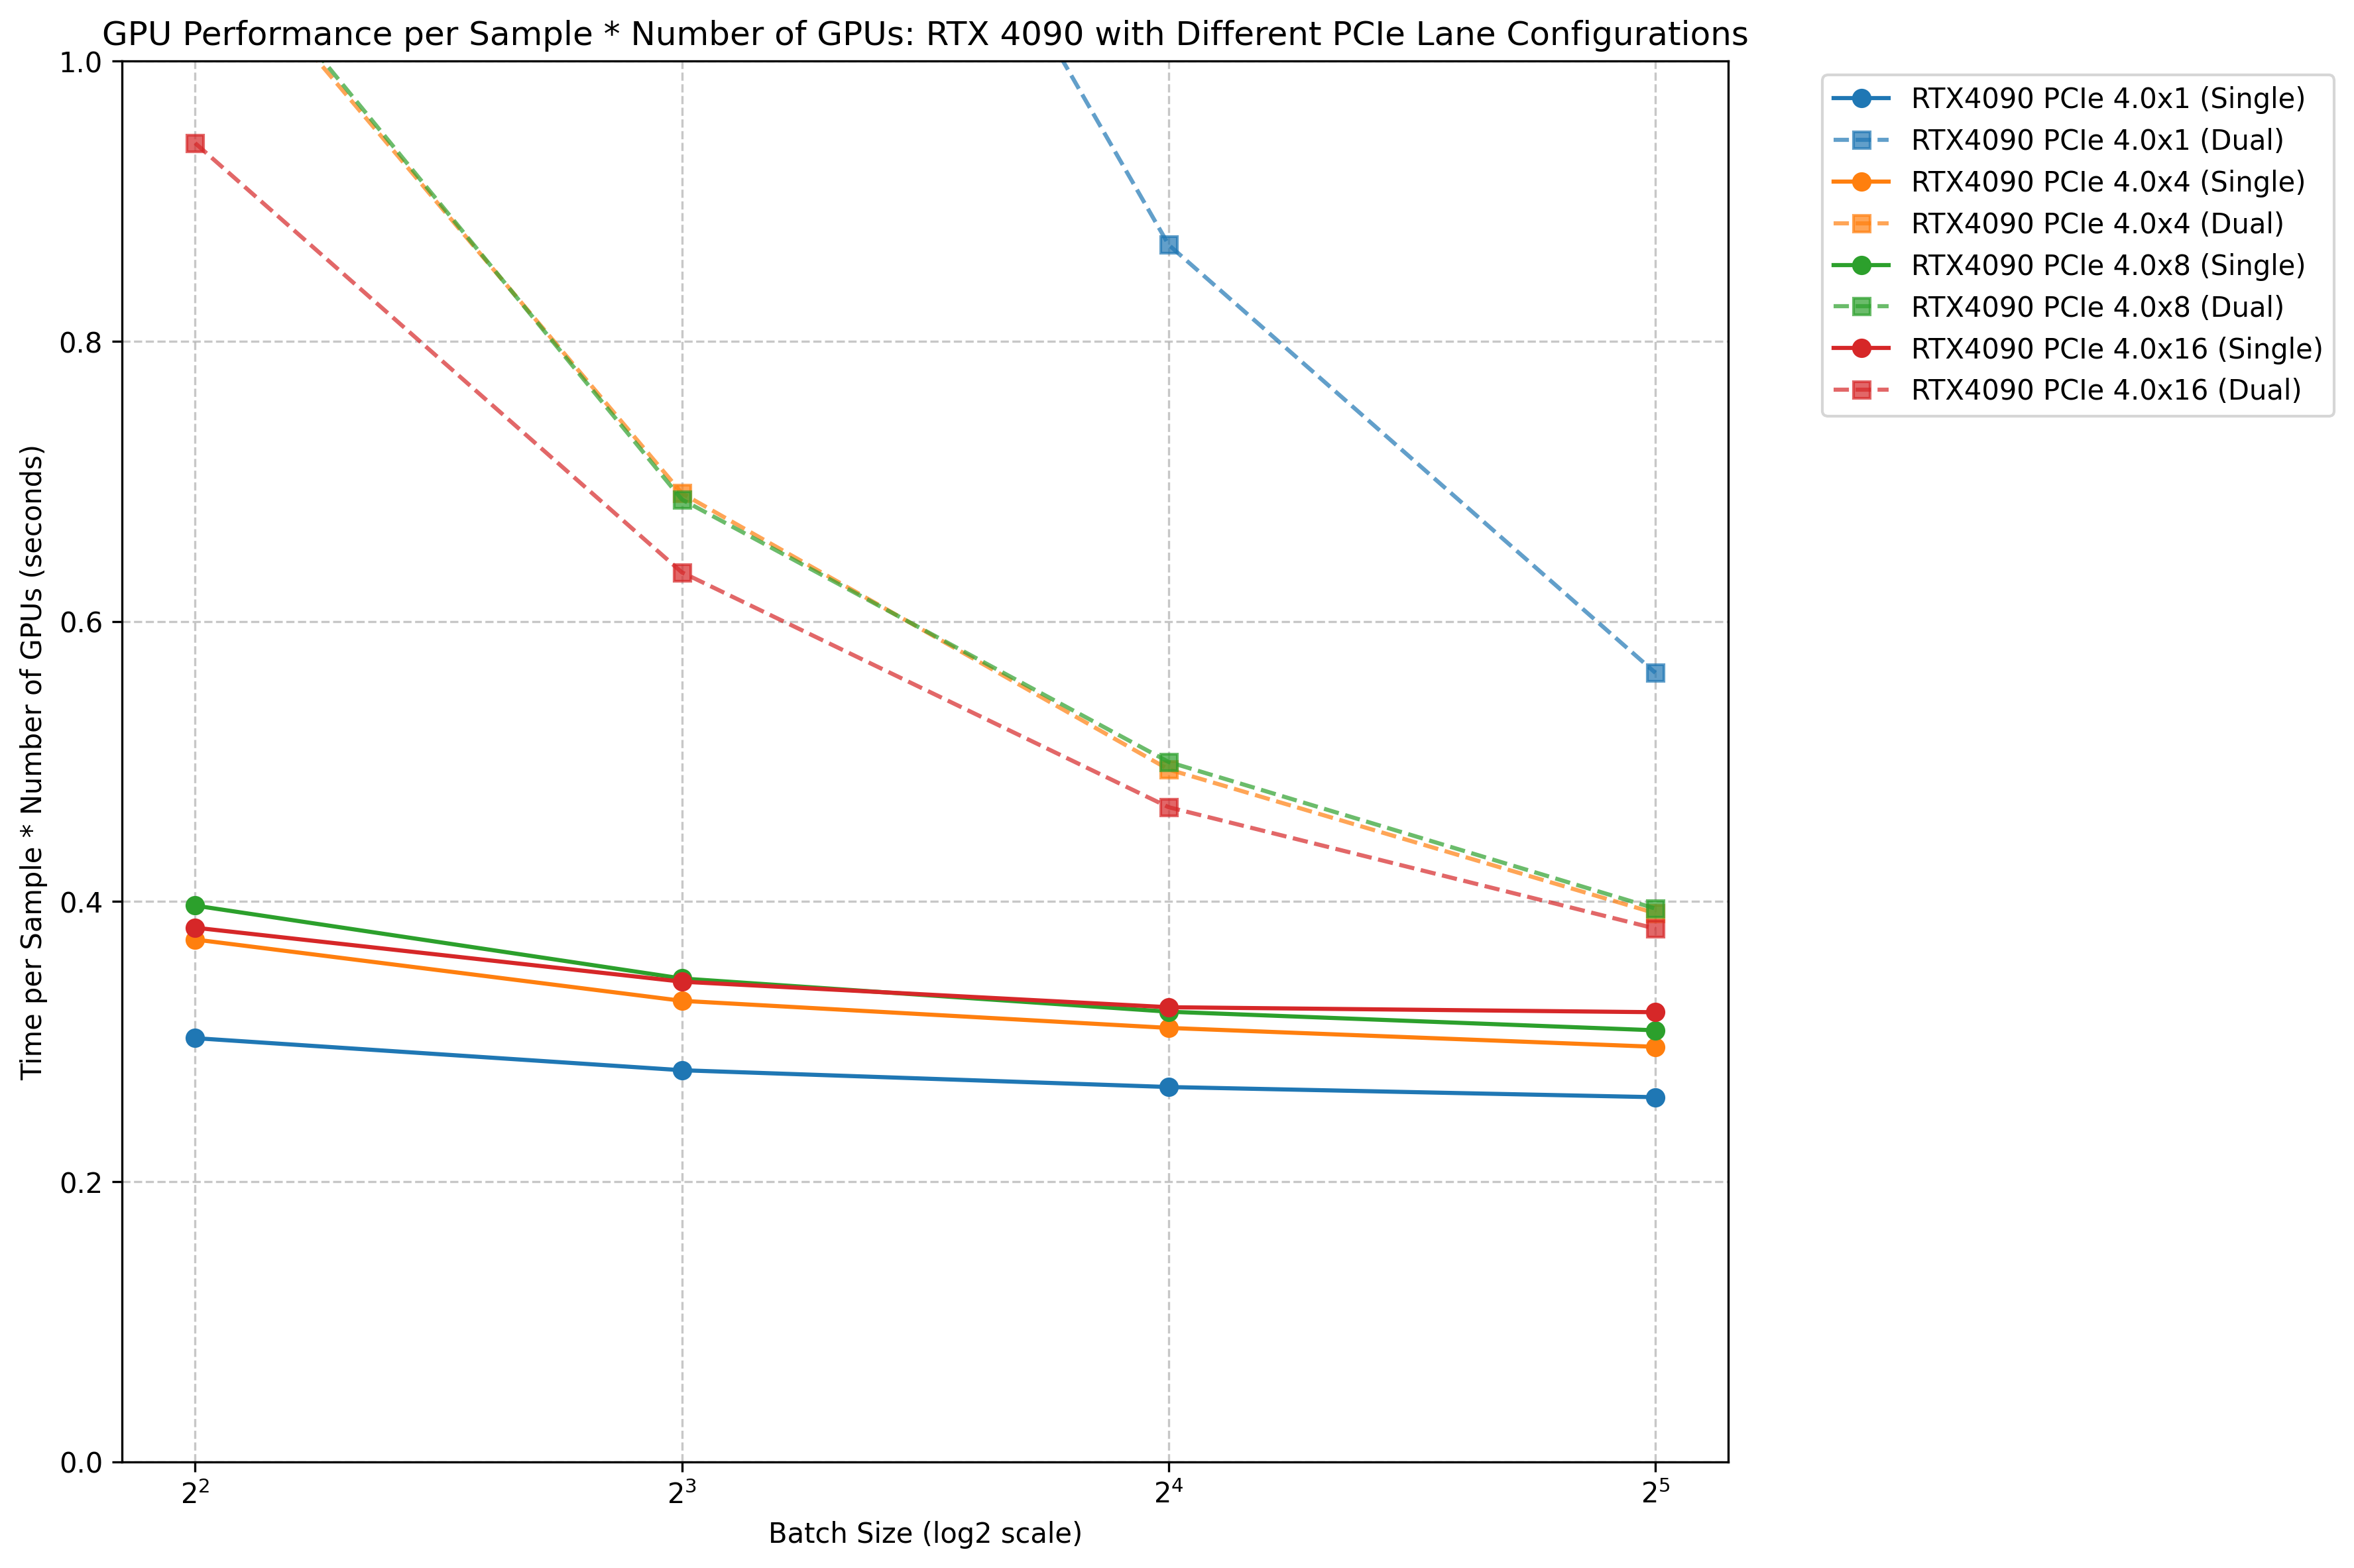 GPU Performance per Sample * Number of GPUs: RTX 4090 with Different PCIe Lane Configurations
Time per Sample * Number of GPUs (seconds)
1.0
0.8
0.6
0.4
0.2
0.0
2²
2³
2⁴
2⁵
Batch Size (log2 scale)
RTX4090 PCIe 4.0x1 (Single)
RTX4090 PCIe 4.0x1 (Dual)
RTX4090 PCIe 4.0x4 (Single)
RTX4090 PCIe 4.0x4 (Dual)
RTX4090 PCIe 4.0x8 (Single)
RTX4090 PCIe 4.0x8 (Dual)
RTX4090 PCIe 4.0x16 (Single)
RTX4090 PCIe 4.0x16 (Dual)